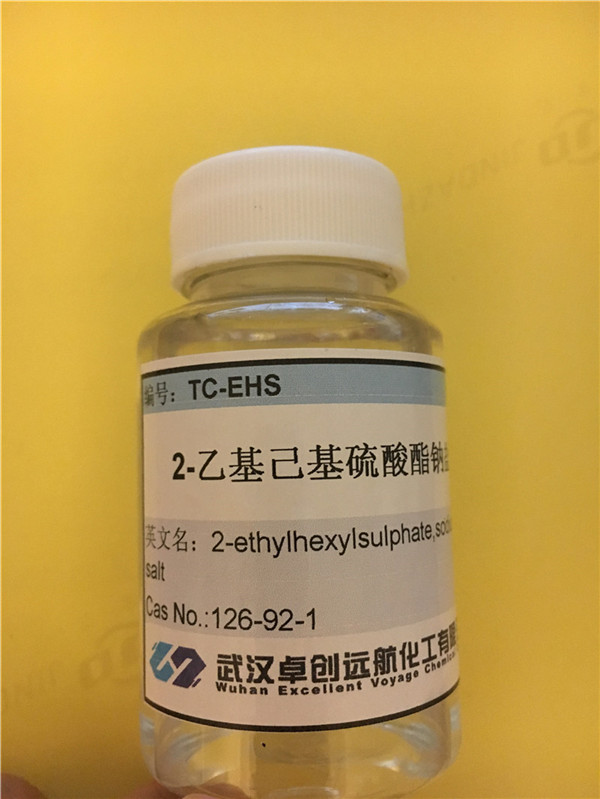 编号：TC-EHS
2-乙基己基硫酸酯钠盐
英文名：2-ethylhexylsulphate,sod
salt
Cas No.:126-92-1
武汉卓创远航化工有限
Wuhan Excellent Voyage Chemic